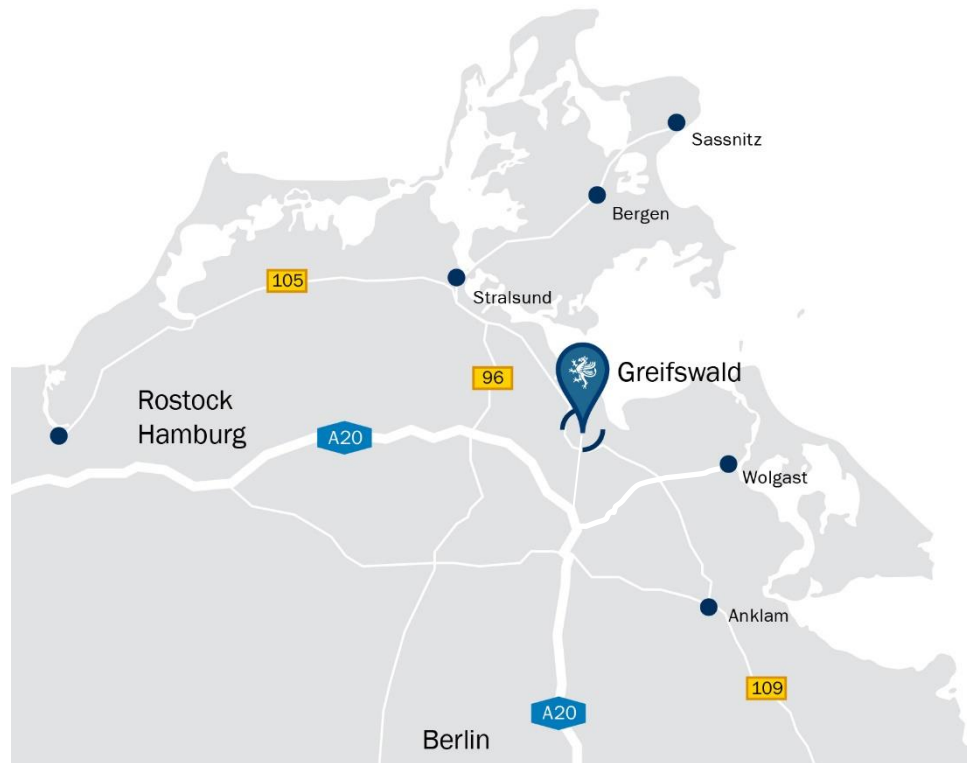 Sassnitz
Bergen
105
Stralsund
96
Greifswald
Rostock
Hamburg
A20
Wolgast
Anklam
109
A20
Berlin